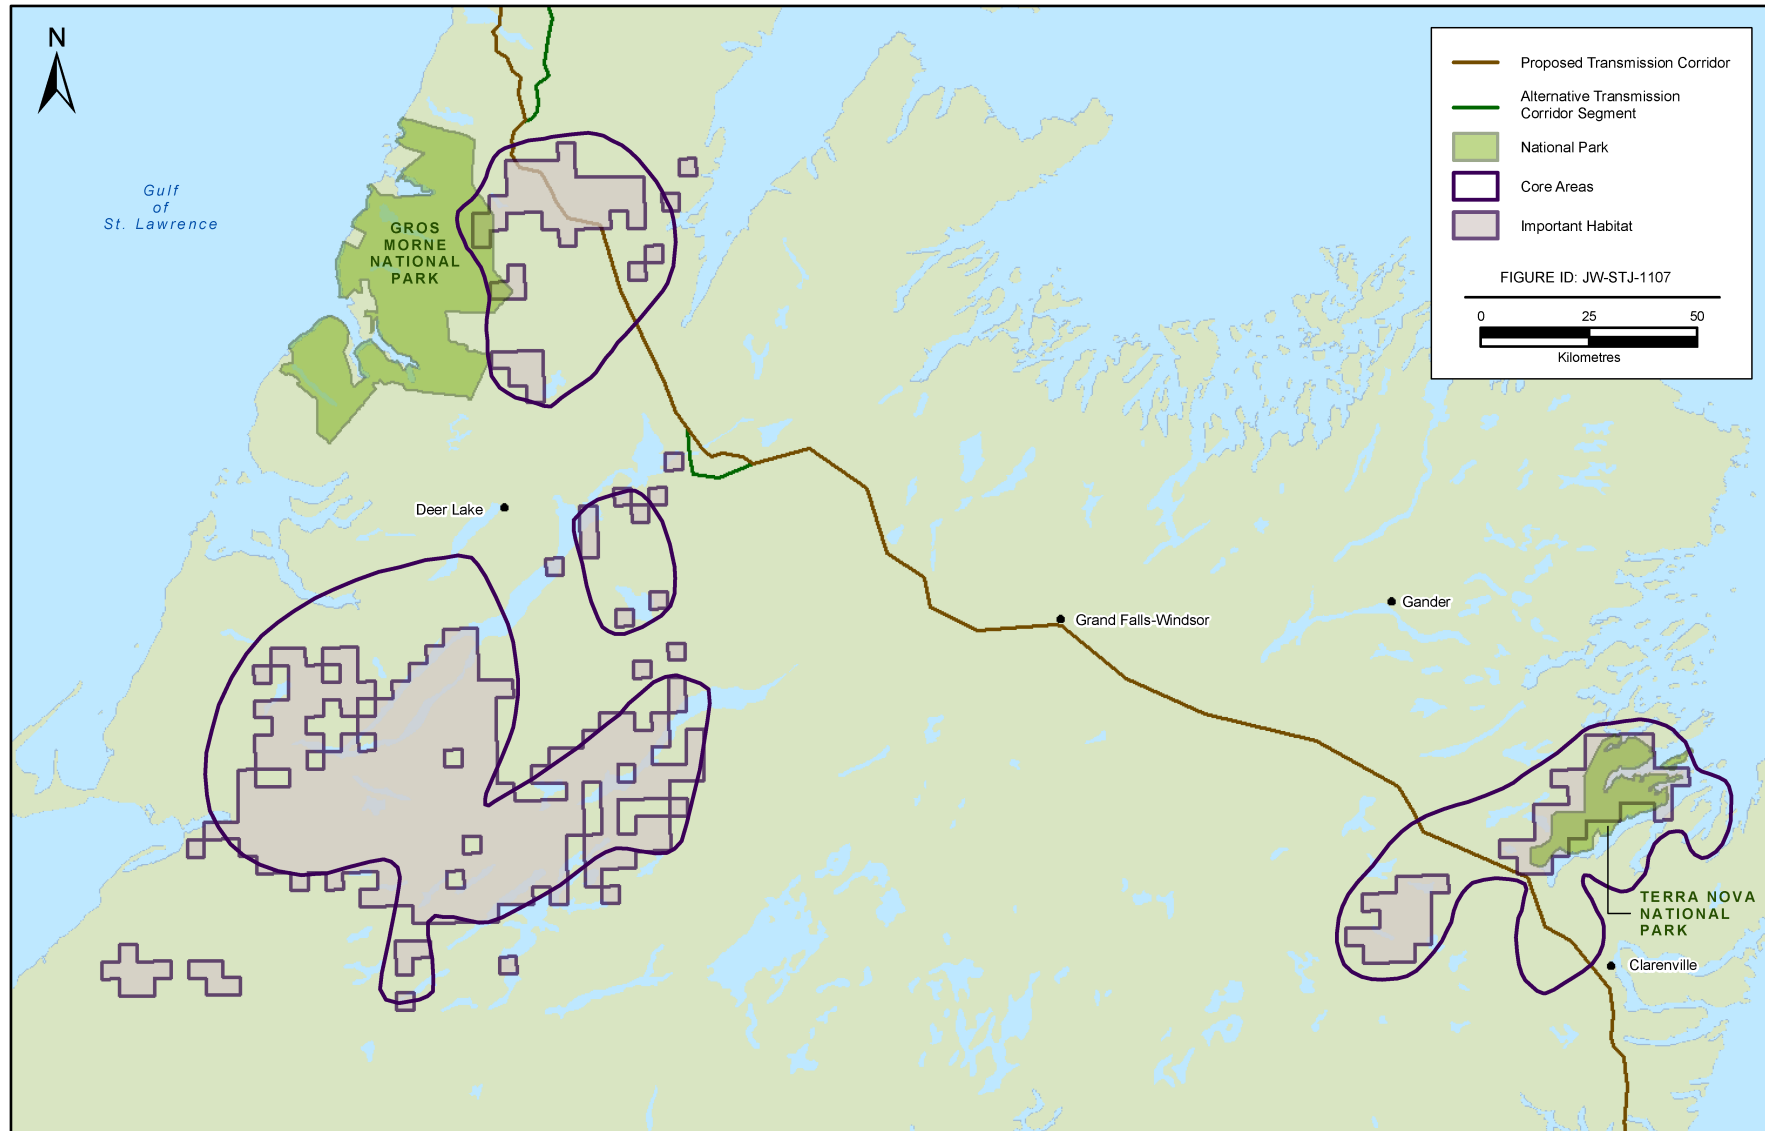 N
Gulf
of
St. Lawrence
GROS
MORNE
NATIONAL
PARK
Deer Lake
Grand Falls-Windsor
Gander
TERRA NOVA
NATIONAL
PARK
Clarenville
Proposed Transmission Corridor
Alternative Transmission
Corridor Segment
National Park
Core Areas
Important Habitat
FIGURE ID: JW-STJ-1107
0 25 50
Kilometres